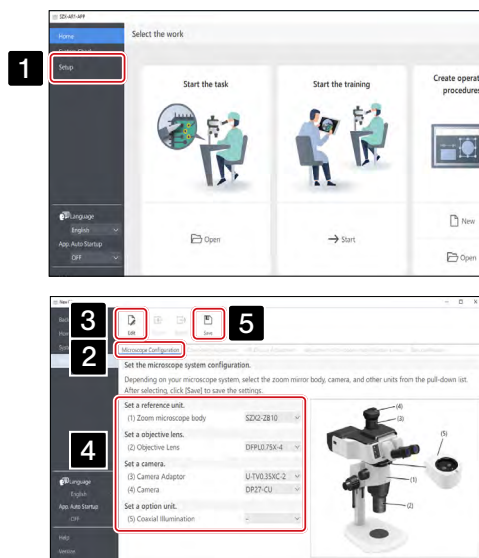 SZX-AR1-APP
Home
Select the work
1
Setup
Start the task
Start the training
Create operat
procedures
Language
English
App Auto Startup
OFF
Open
Start
New
Open
3
Edit
Save
5
2
Microscope Configuration
Set the microscope system configuration.
Depending on your microscope system, select the zoom mirror body, camera, and other units from the pull-down list.
After selecting, click [Save] to save the settings.
Set a reference unit.
(1) Zoom microscope body SZX2-ZB10
Set a objective lens.
(2) Objective Lens DFPL0.75X-4
Set a camera.
(3) Camera Adaptor U-TV0.35XC-2
(4) Camera DP27-CU
Set a option unit.
(5) Coaxial Illumination -
4
(4)
(3)
(5)
(1)
(2)
Language
English
App Auto Startup
OFF
Help
Version